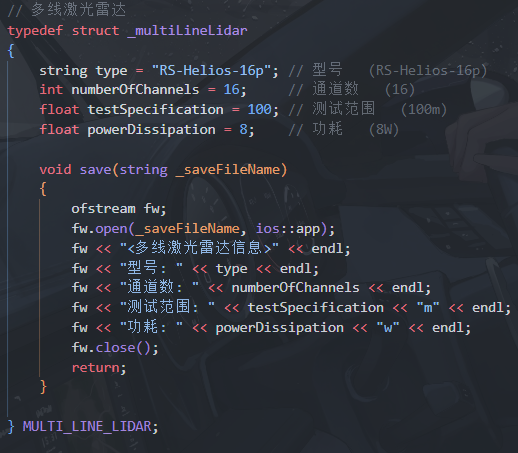 // 多线激光雷达
typedef struct _multiLineLidar
{
    string type = "RS-Helios-16p"; // 型号   (RS-Helios-16p)
    int numberOfChannels = 16;     // 通道数   (16)
    float testSpecification = 100; // 测试范围   (100m)
    float powerDissipation = 8;    // 功耗   (8W)

    void save(string _saveFileName)
    {
        ofstream fw;
        fw.open(_saveFileName, ios::app);
        fw << "<多线激光雷达信息>" << endl;
        fw << "型号: " << type << endl;
        fw << "通道数: " << numberOfChannels << endl;
        fw << "测试范围: " << testSpecification << "m" << endl;
        fw << "功耗: " << powerDissipation << "w" << endl;
        fw.close();
        return;
    }

} MULTI_LINE_LIDAR;